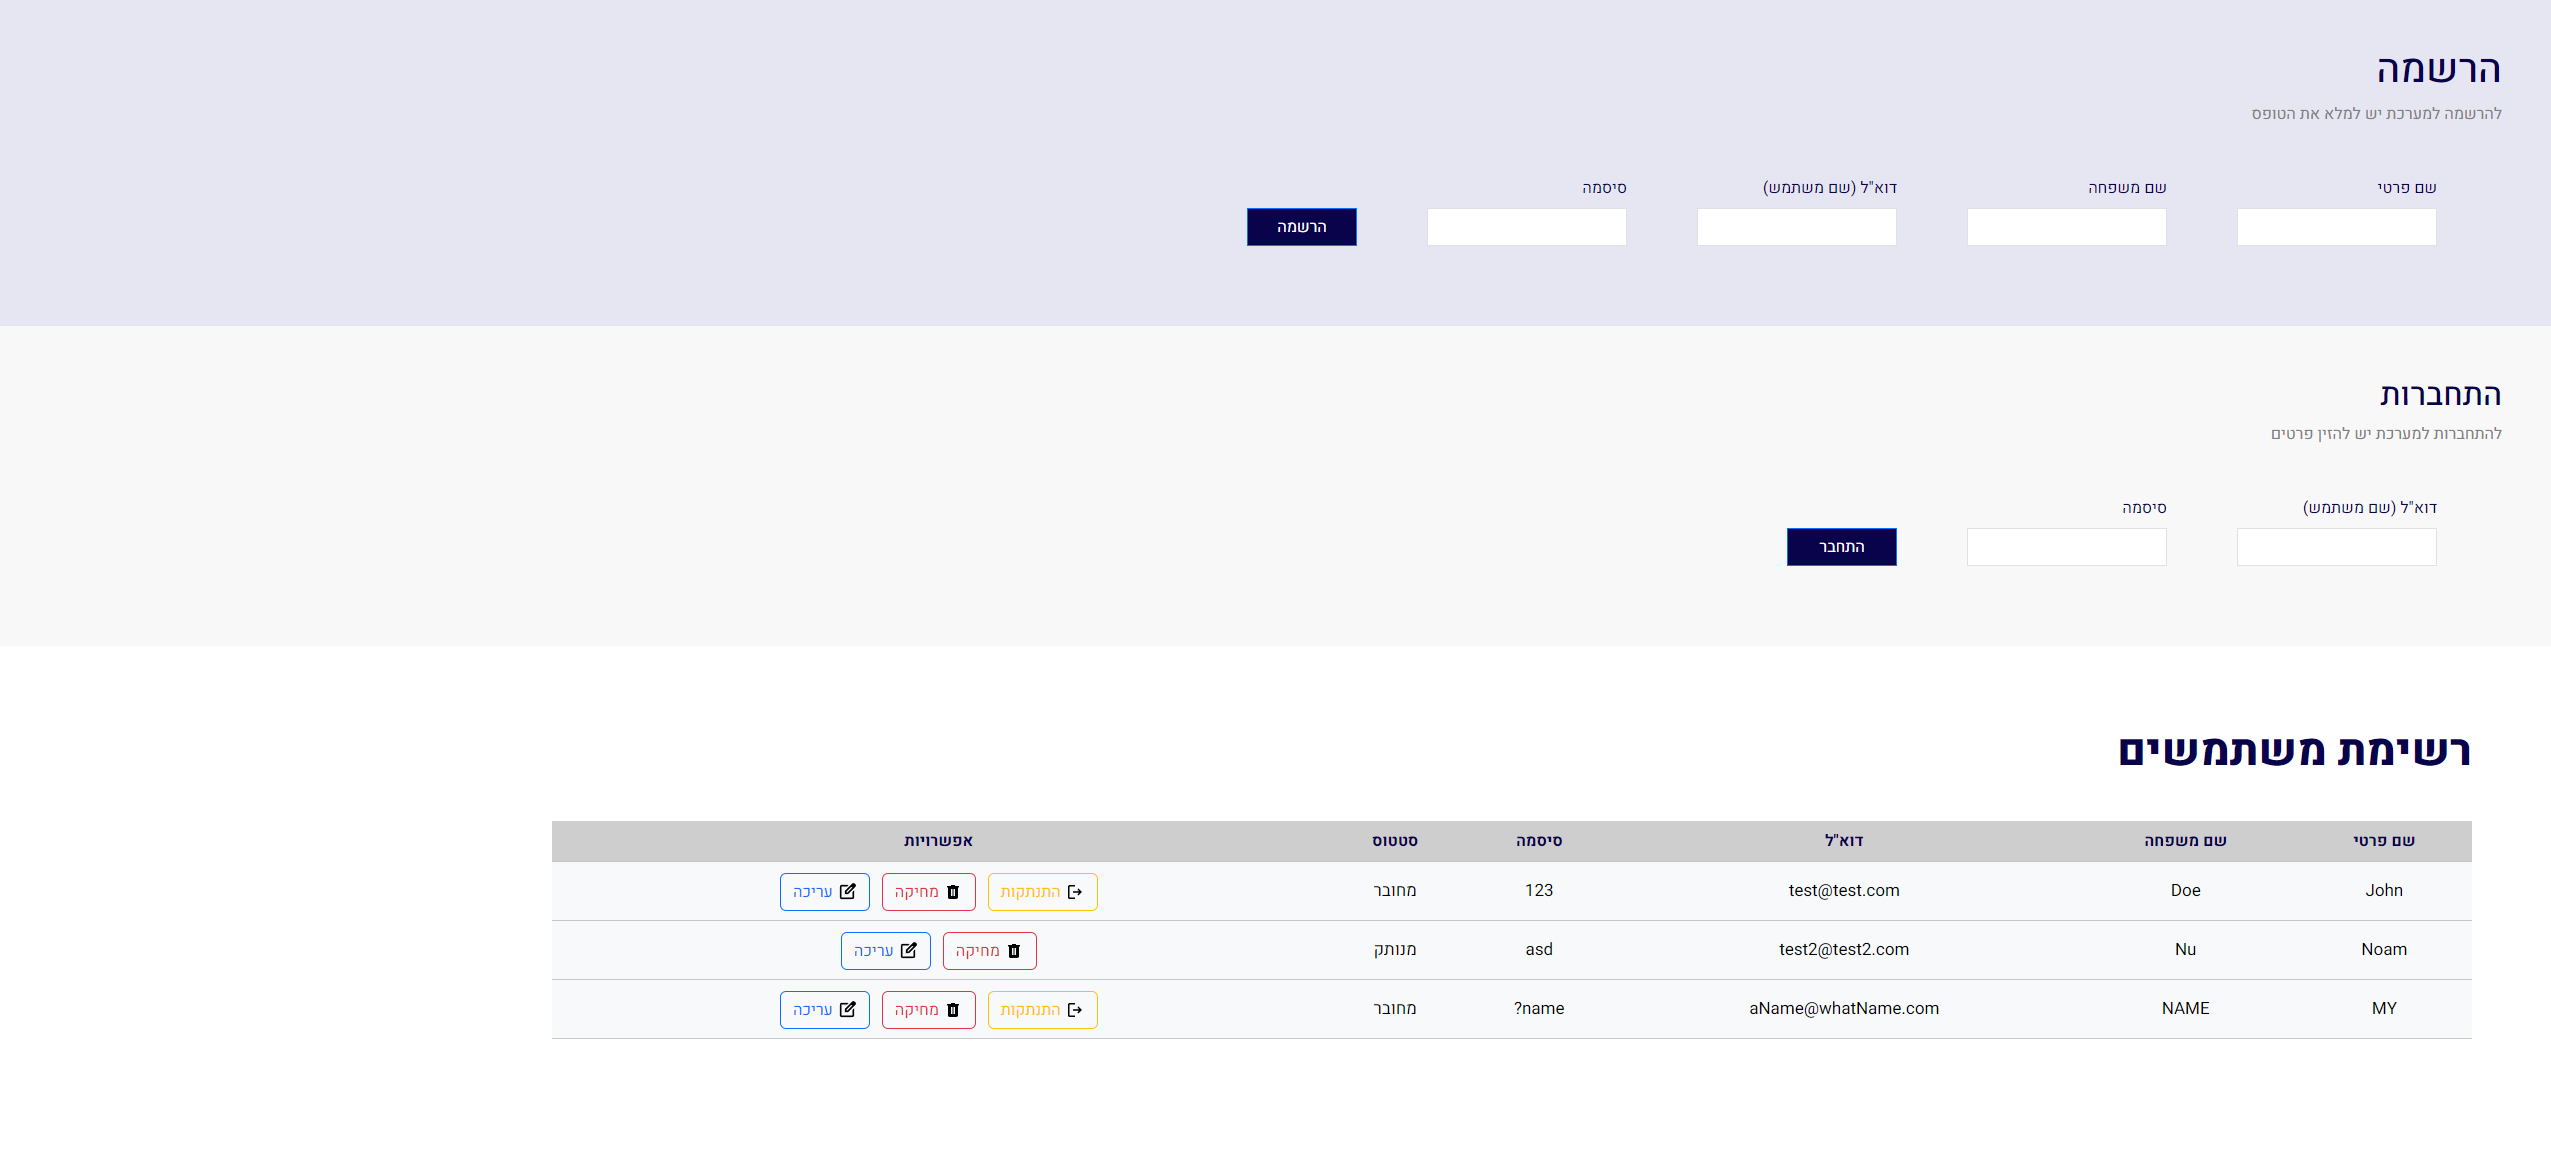 הרשמה
להרשמה למערכת יש למלא את הטופס
שם פרטי שם משפחה דוא"ל (שם משתמש) סיסמה
הרשמה
התחברות
להתחברות למערכת יש להזין פרטים
דוא"ל (שם משתמש) סיסמה
התחבר
רשימת משתמשים
שם פרטי שם משפחה דוא"ל סיסמה סטטוס אפשרויות
John Doe test@test.com 123 מחובר התנתקות מחיקה עריכה
Noam Nu test2@test2.com asd מנותק מחיקה עריכה
MY NAME aName@whatName.com name? מחובר התנתקות מחיקה עריכה